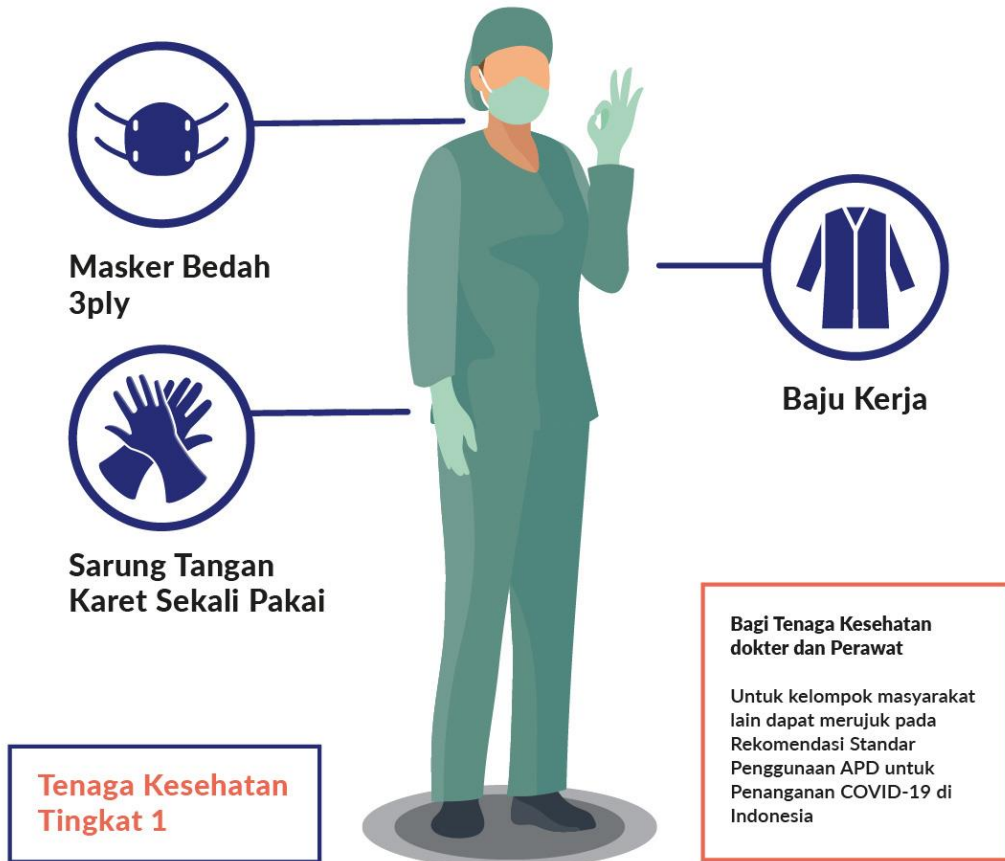 Masker Bedah
3ply
Baju Kerja
Sarung Tangan
Karet Sekali Pakai
Bagi Tenaga Kesehatan
dokter dan Perawat
Untuk kelompok masyarakat
lain dapat merujuk pada
Rekomendasi Standar
Penggunaan APD untuk
Penanganan COVID-19 di
Indonesia
Tenaga Kesehatan
Tingkat 1